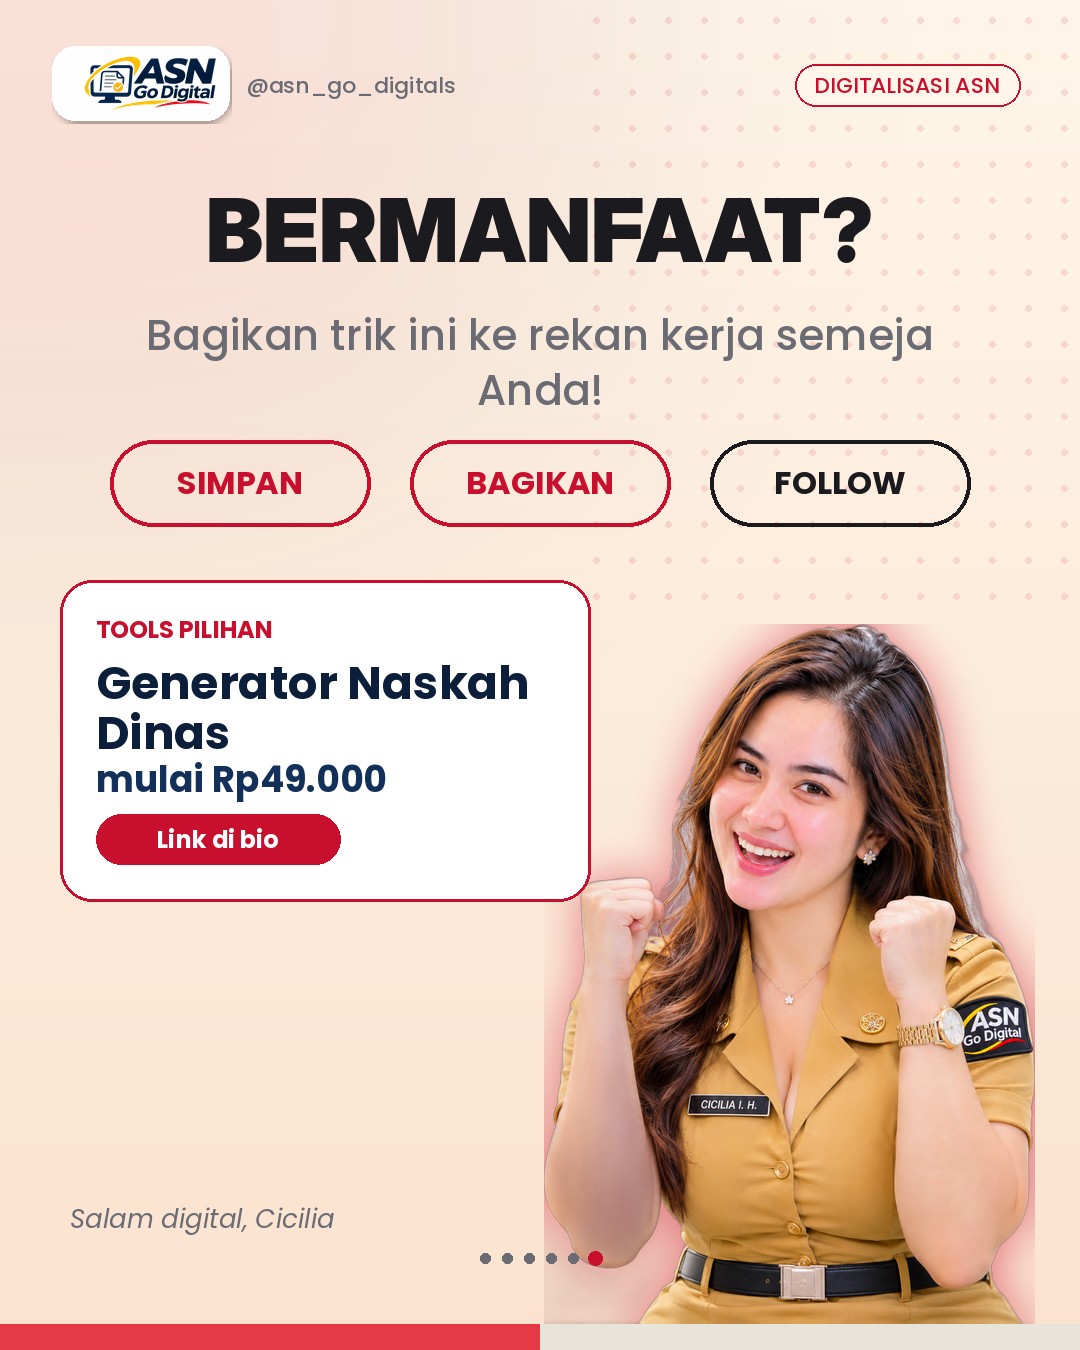 ASN
Go Digital
@asn_go_digitals
DIGITALISASI ASN
BERMANFAAT?
Bagikan trik ini ke rekan kerja semeja
Anda!
SIMPAN
BAGIKAN
FOLLOW
TOOLS PILIHAN
Generator Naskah
Dinas
mulai Rp49.000
Link di bio
ASN
Go Digital
CICILIA I. H.
Salam digital, Cicilia